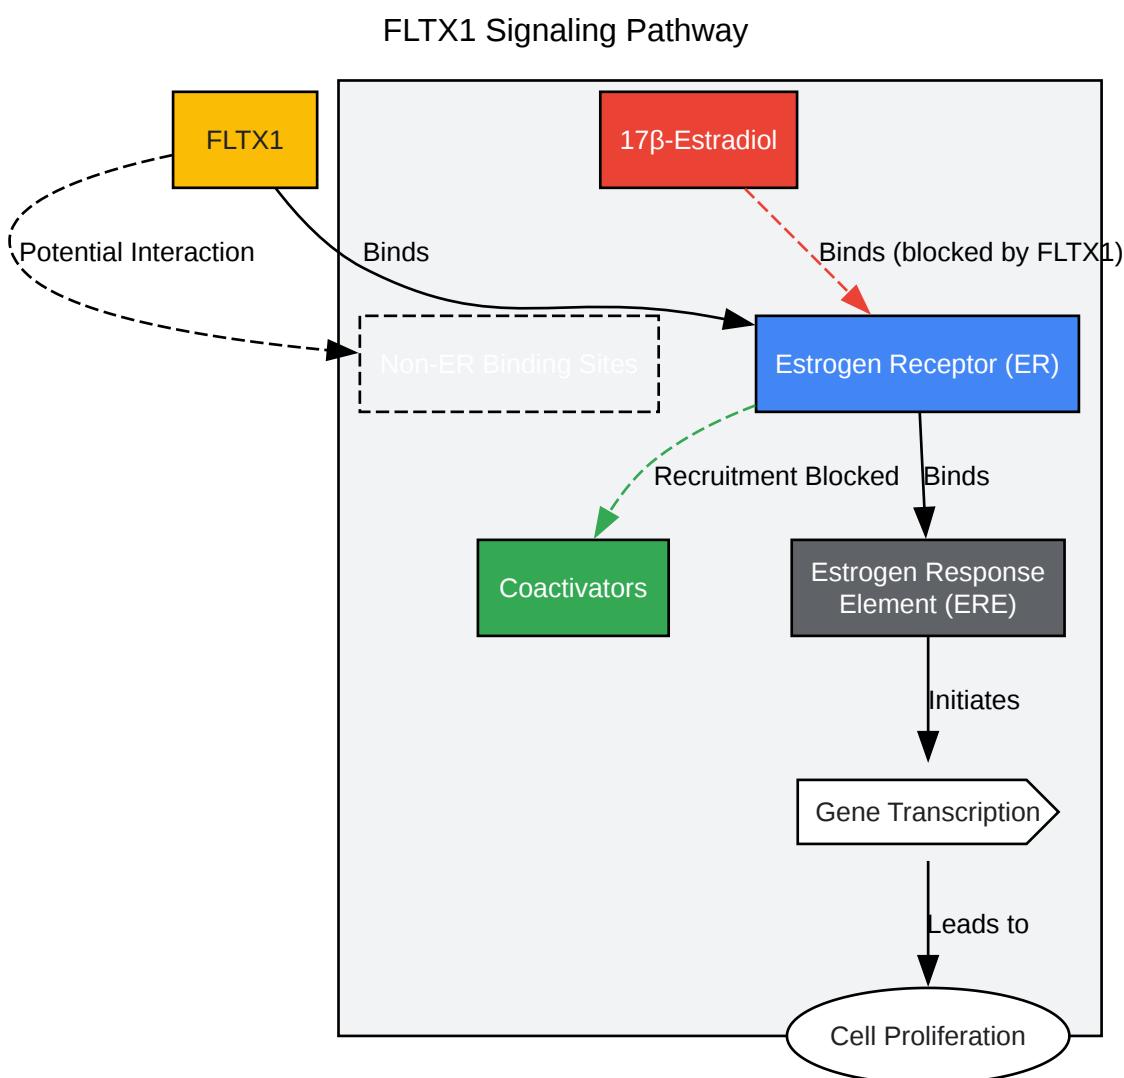 FLTX1 Signaling Pathway
FLTX1
17β-Estradiol
Potential Interaction
Binds
Binds (blocked by FLTX1)
Non-ER Binding Sites
Estrogen Receptor (ER)
Recruitment Blocked
Binds
Coactivators
Estrogen Response
Element (ERE)
Initiates
Gene Transcription
Leads to
Cell Proliferation